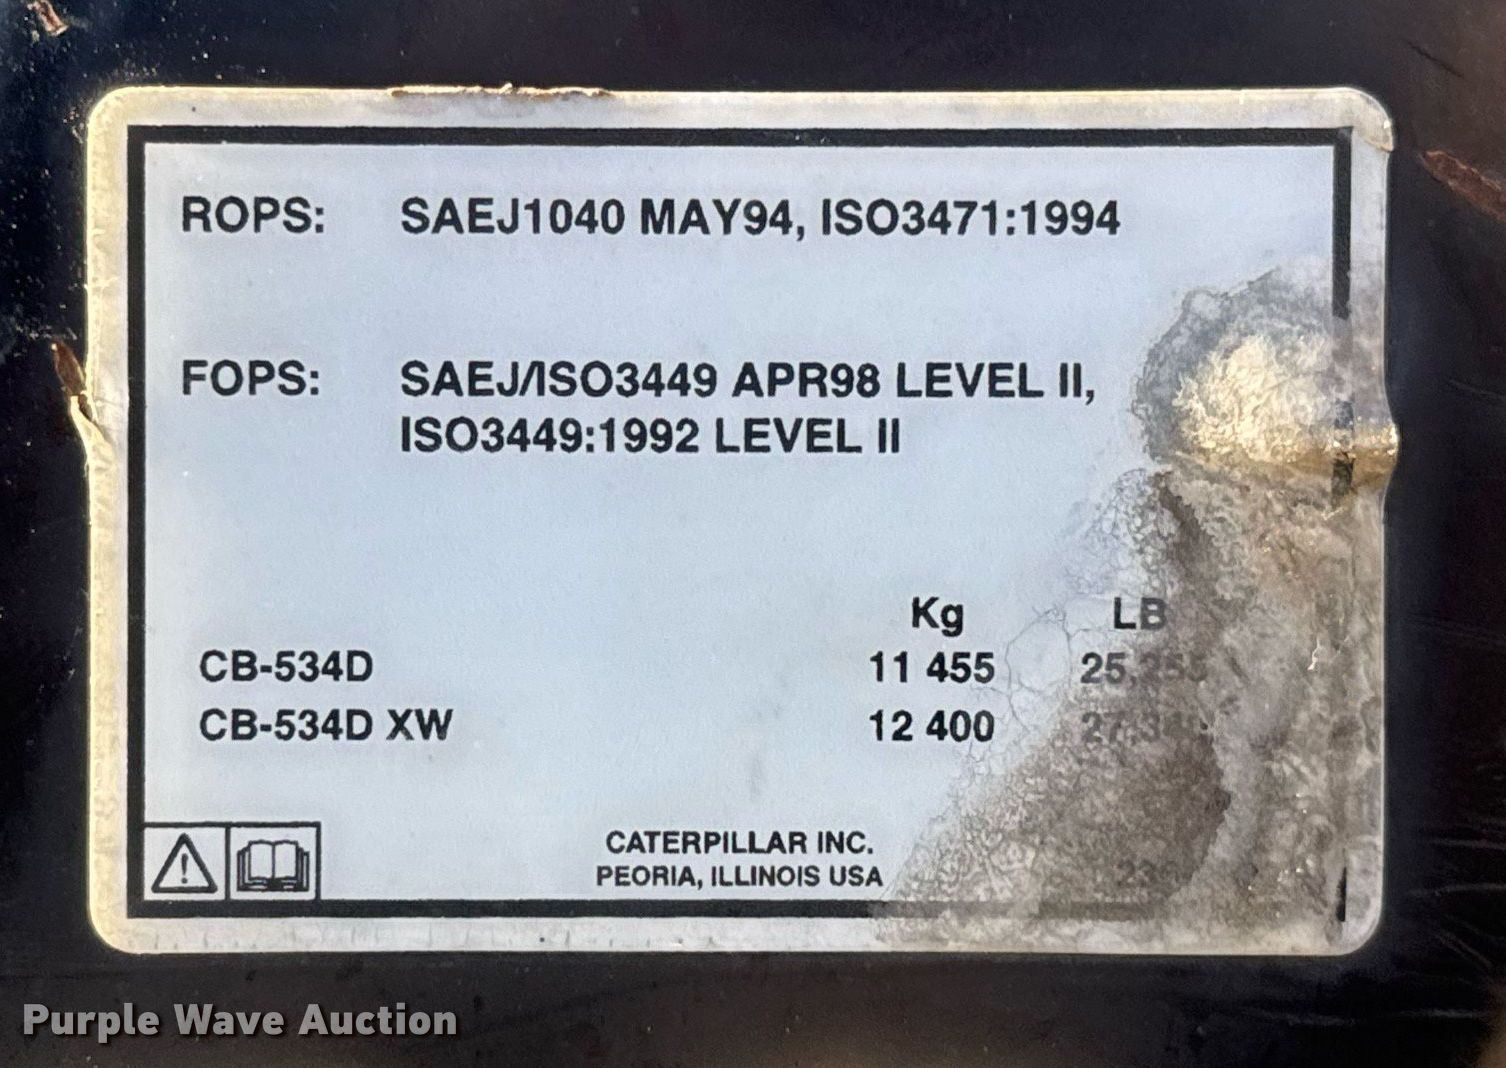 ROPS: SAEJ1040 MAY94, ISO3471:1994
FOPS: SAEJ/ISO3449 APR98 LEVEL II,
ISO3449:1992 LEVEL II
Kg LB
CB-534D 11 455
CB-534D XW 12 400
CATERPILLAR INC.
PEORIA, ILLINOIS USA
Purple Wave Auction